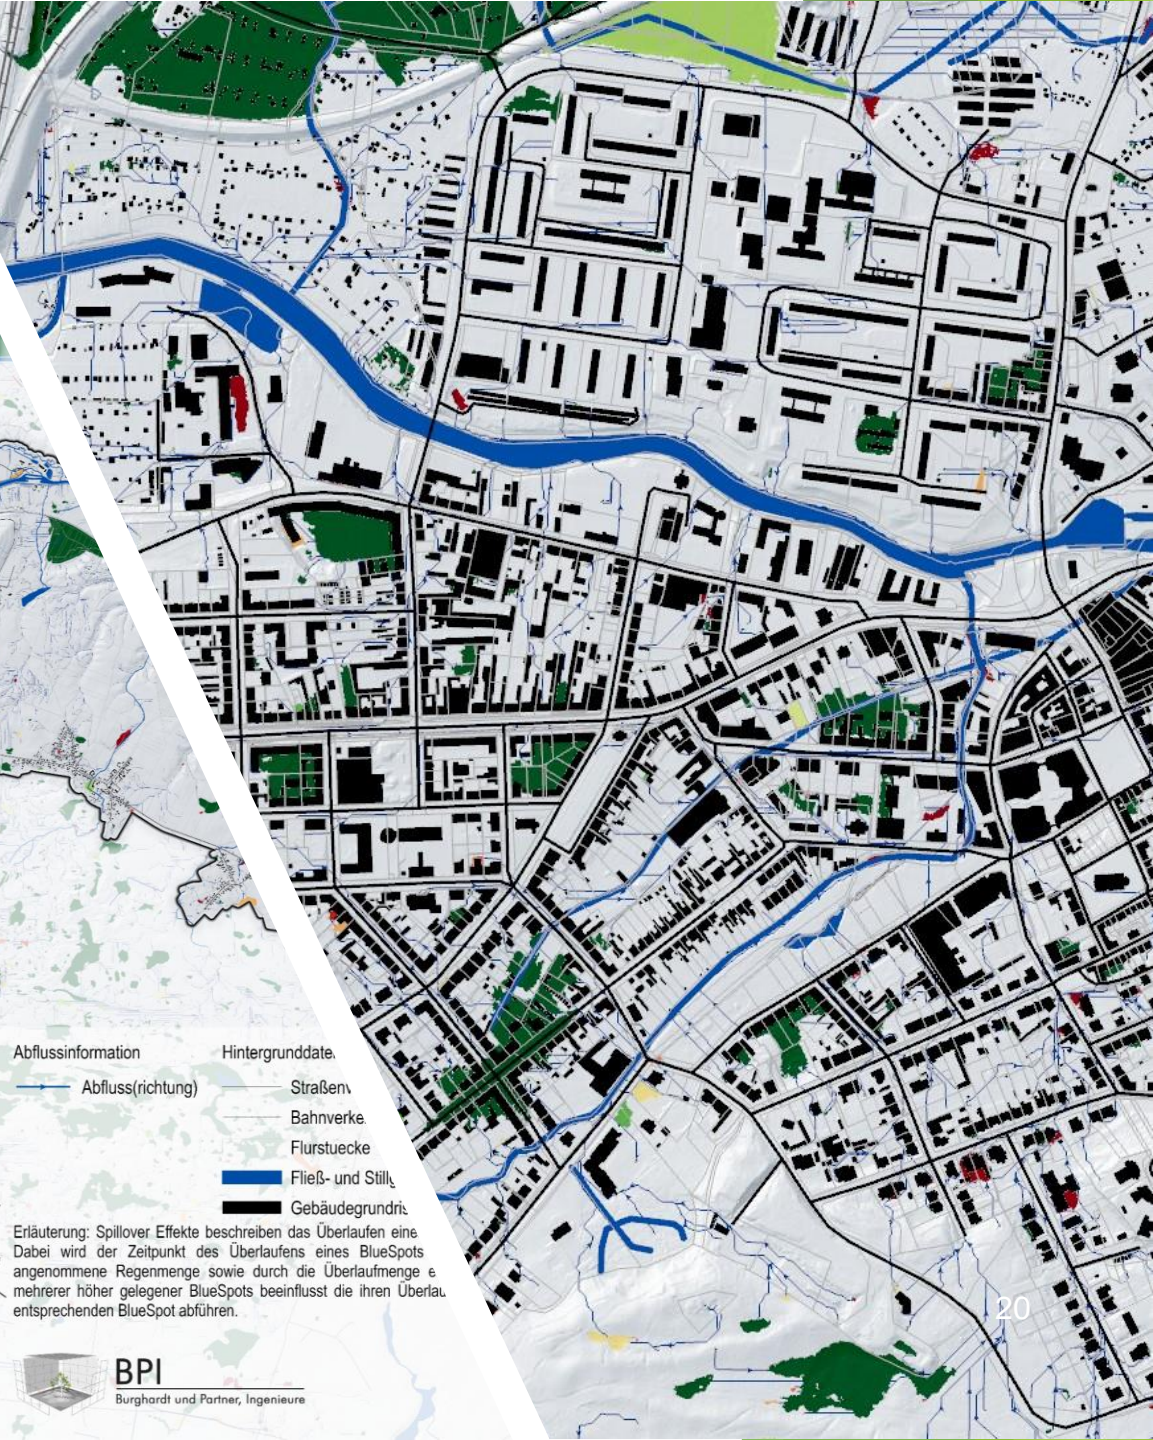 Abflussinformation
Hintergrunddate
Abfluss(richtung)
Straßenv
Bahnverke
Flurstuecke
Fließ- und Stillg
Gebäudegrundris
Erläuterung: Spillover Effekte beschreiben das Überlaufen eine
Dabei wird der Zeitpunkt des Überlaufens eines BlueSpots
angenommene Regenmenge sowie durch die Überlaufmenge e
mehrerer höher gelegener BlueSpots beeinflusst die ihren Überlau
entsprechenden BlueSpot abführen.
20
BPI
Burghardt und Partner, Ingenieure